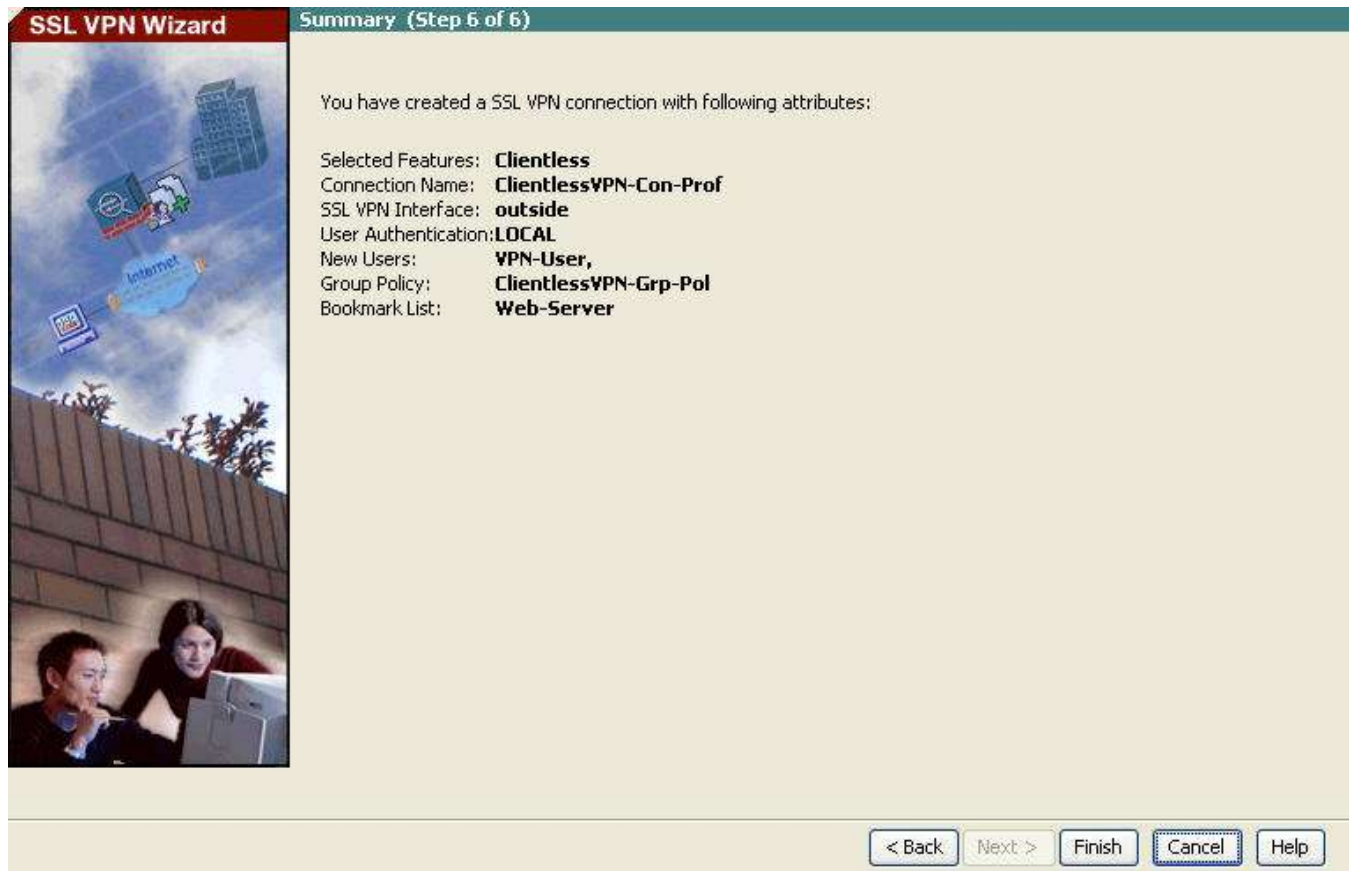 SSL VPN Wizard
Summary (Step 6 of 6)
You have created a SSL VPN connection with following attributes:
Selected Features: Clientless
Connection Name: ClientlessVPN-Con-Prof
SSL VPN Interface: outside
User Authentication:LOCAL
New Users: VPN-User,
Group Policy: ClientlessVPN-Grp-Pol
Bookmark List: Web-Server
Internet
< Back Next > Finish Cancel Help